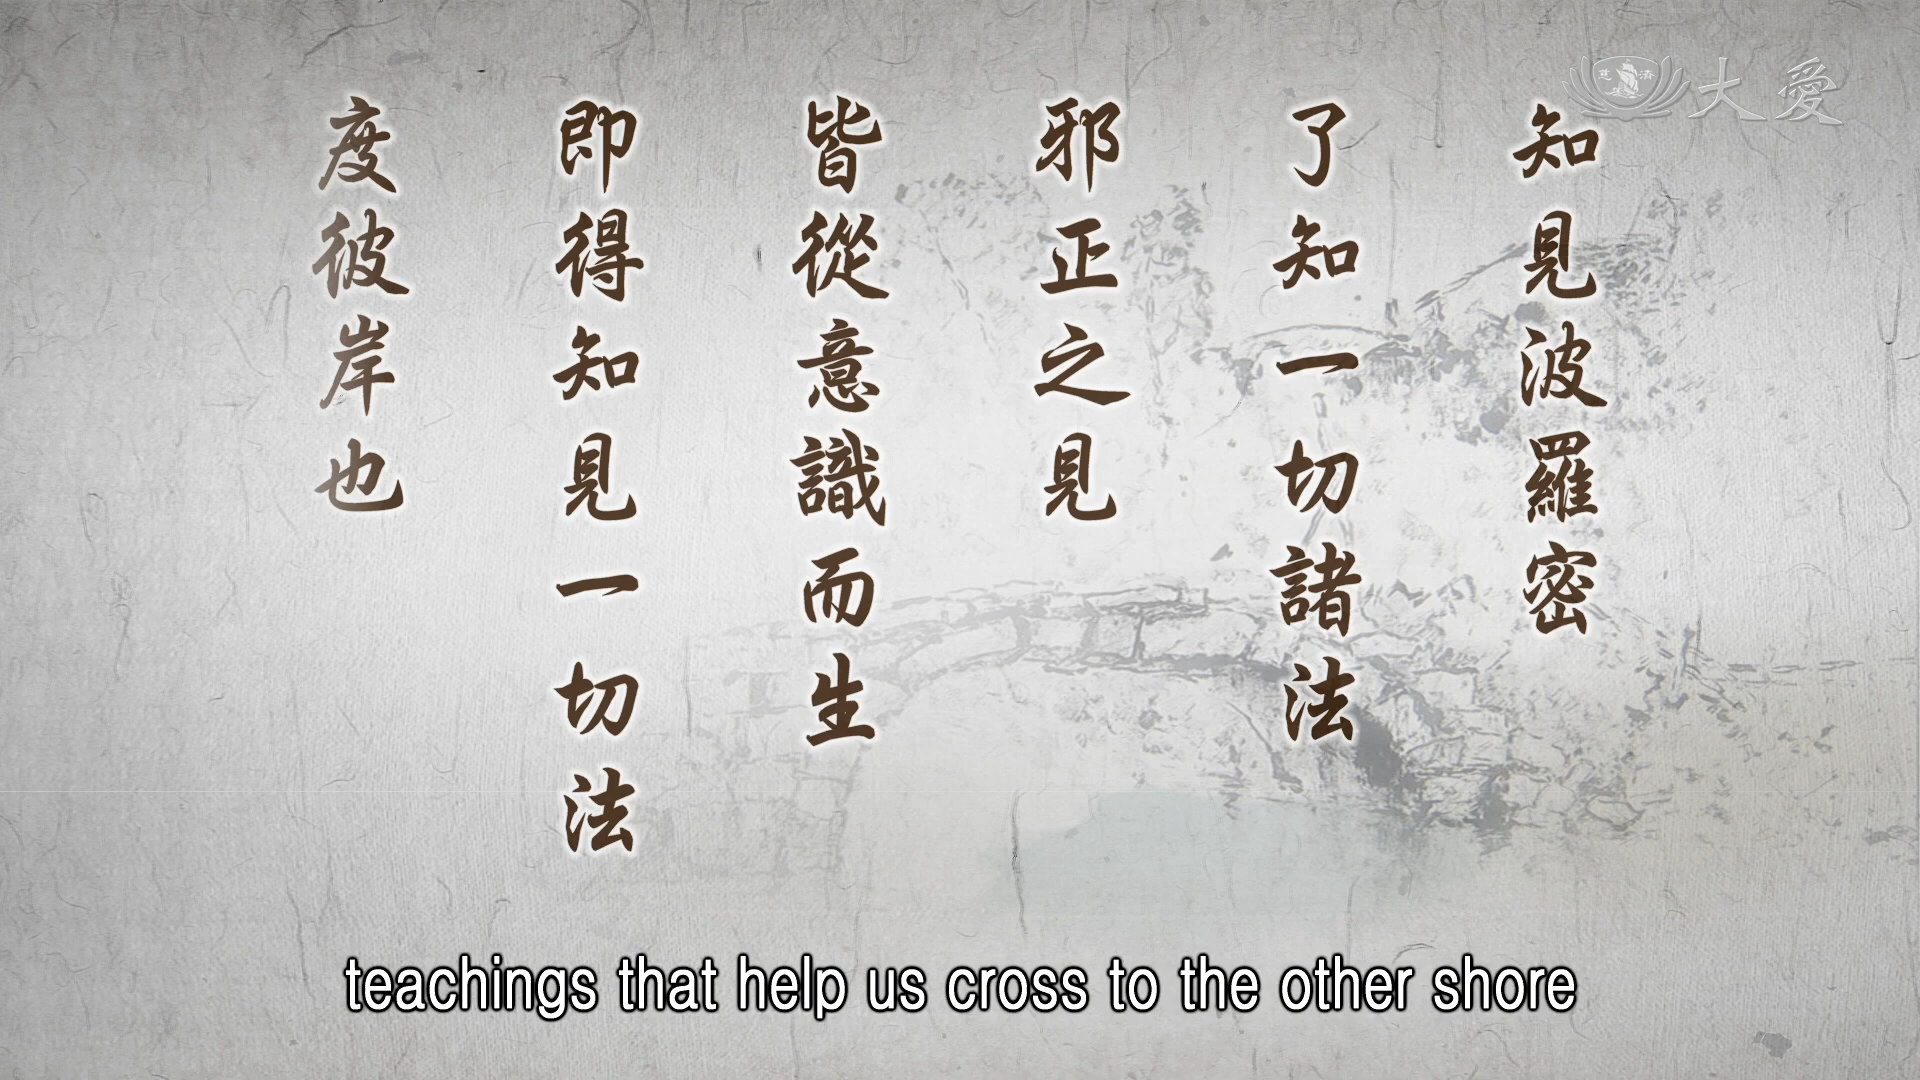 慈濟
大愛
知見波羅密
了知一切諸法
邪正之見
皆從意識而生
即得知見一切法
度彼岸也
teachings that help us cross to the other shore